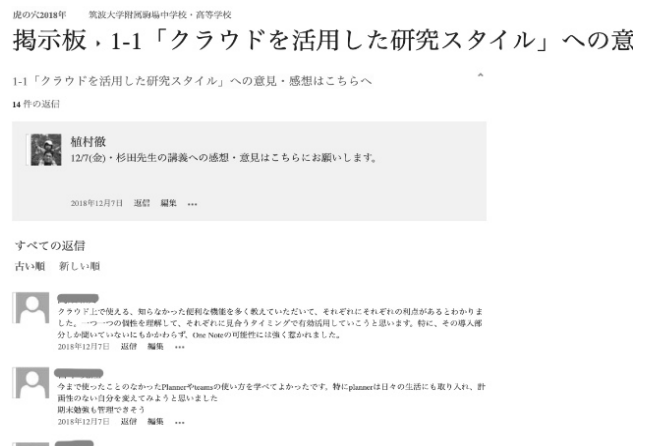 虎の穴2018年　筑波大学附属駒場中学校・高等学校
掲示板 › 1-1「クラウドを活用した研究スタイル」への意
1-1「クラウドを活用した研究スタイル」への意見・感想はこちらへ
14 件の返信
植村徹
12/7(金)・杉田先生の講義への感想・意見はこちらにお願いします。
2018年12月7日　返信　編集　•••
すべての返信
古い順　新しい順
クラウド上で使える、知らなかった便利な機能を多く教えていただいて、それぞれにそれぞれの利点があるとわかりま
した。一つ一つの個性を理解して、それぞれに見合うタイミングで有効活用していこうと思います。特に、その導入部
分しか聞いていないにもかかわらず、One Noteの可能性には強く惹かれました。
2018年12月7日　返信　編集　•••
今まで使ったことのなかったPlannerやteamsの使い方を学べてよかったです。特にplannerは日々の生活にも取り入れ、計
画性のない自分を変えてみようと思いました
期末勉強も管理できそう
2018年12月7日　返信　編集　•••